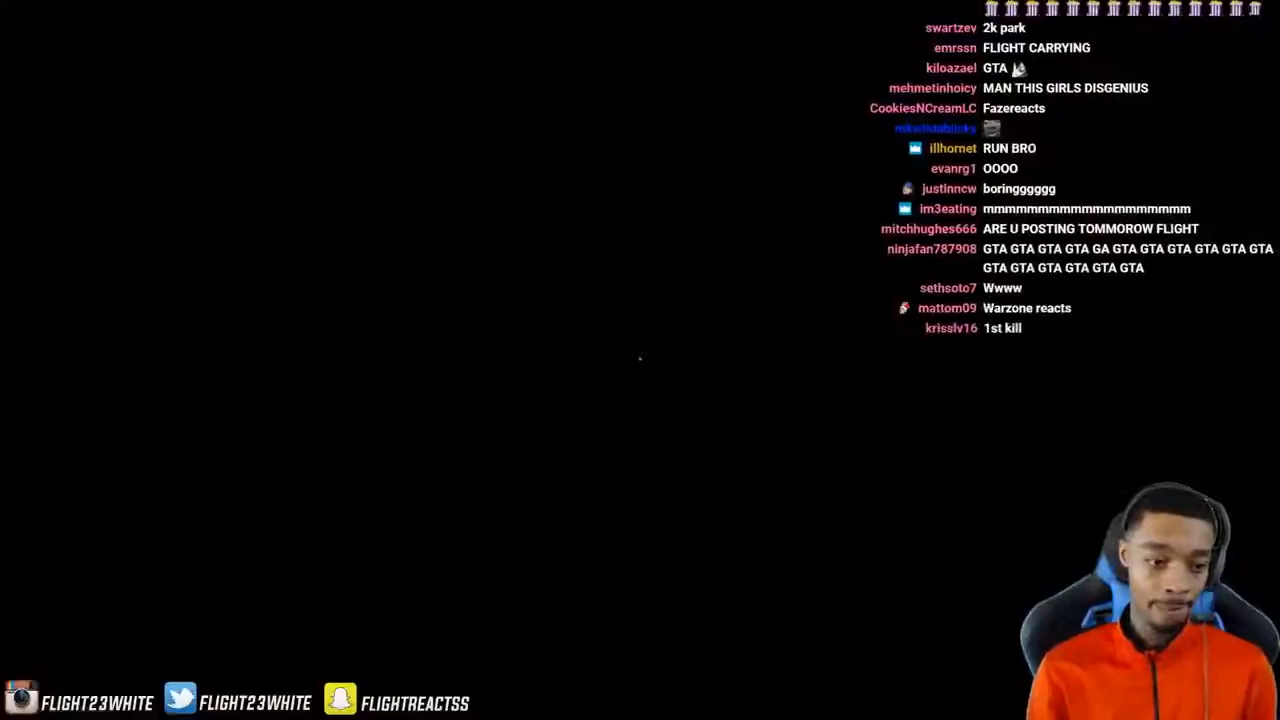 swartzev 2k park
emrssn FLIGHT CARRYING
kiloazael GTA
mehmetinhoicy MAN THIS GIRLS DISGENIUS
CookiesNCreamLC Fazereacts
illhornet RUN BRO
evanrg1 OOOO
justinncw boringggggg
im3eating mmmmmmmmmmmmmmmmmmm
mitchhughes666 ARE U POSTING TOMMOROW FLIGHT
ninjafan787908 GTA GTA GTA GTA GA GTA GTA GTA GTA GTA GTA
GTA GTA GTA GTA GTA GTA
sethsoto7 Wwww
mattom09 Warzone reacts
krisslv16 1st kill
FLIGHT23WHITE FLIGHT23WHITE FLIGHTREACTSS